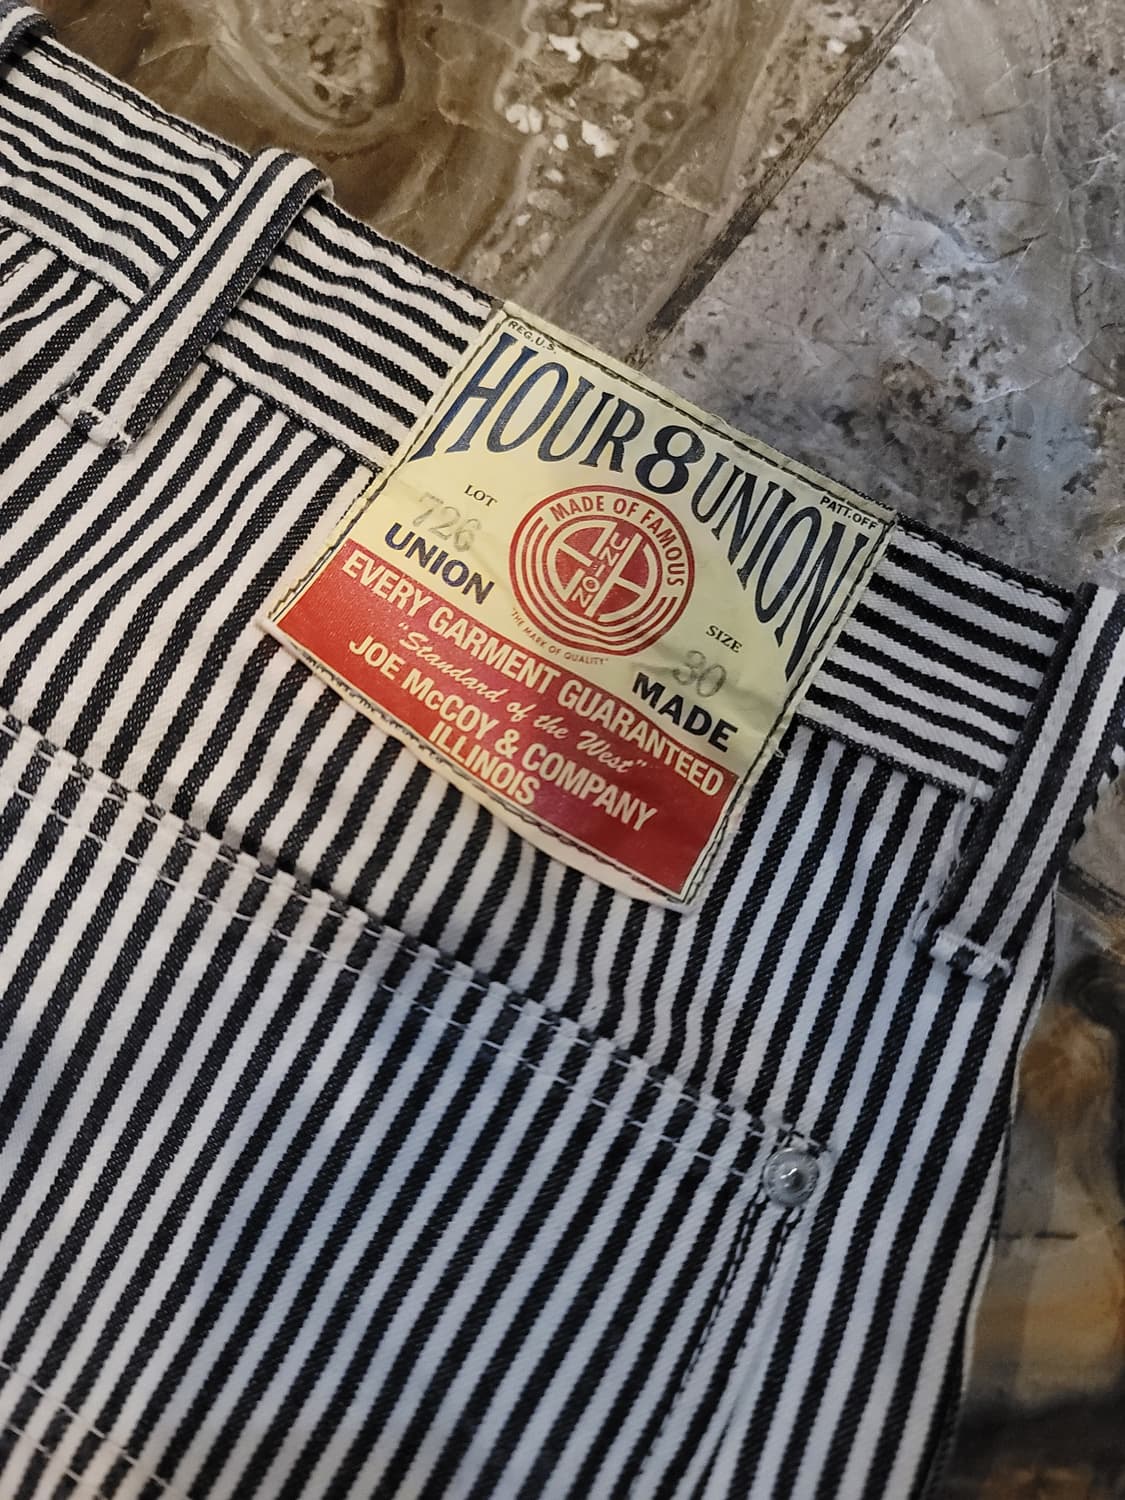 REG.U.S.
HOUR 8 UNION
PATT.OFF
LOT
726
UNION
MADE OF FAMOUS
UNION
"THE MARK OF QUALITY"
SIZE
30
MADE
EVERY GARMENT GUARANTEED
"Standard of the West"
JOE McCOY & COMPANY
ILLINOIS